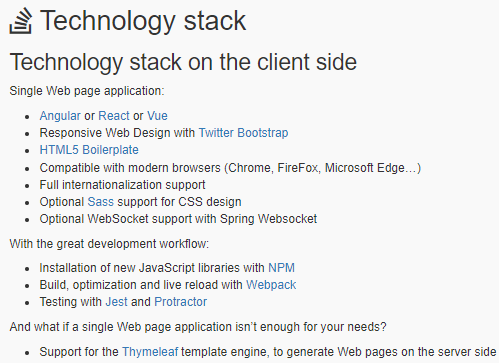 Technology stack
Technology stack on the client side
Single Web page application:
Angular or React or Vue
Responsive Web Design with Twitter Bootstrap
HTML5 Boilerplate
Compatible with modern browsers (Chrome, FireFox, Microsoft Edge…)
Full internationalization support
Optional Sass support for CSS design
Optional WebSocket support with Spring Websocket
With the great development workflow:
Installation of new JavaScript libraries with NPM
Build, optimization and live reload with Webpack
Testing with Jest and Protractor
And what if a single Web page application isn't enough for your needs?
Support for the Thymeleaf template engine, to generate Web pages on the server side